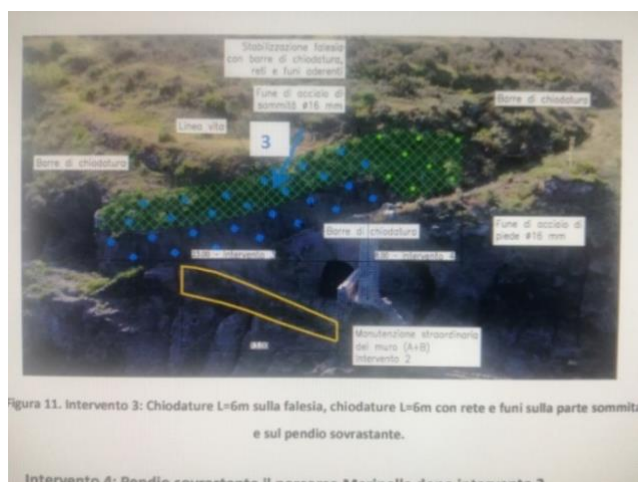 Stabilizzazione falesia
con barre di chiodatura,
reti e funi aderenti
Fune di acciaio di
sommità ø16 mm
Barre di chiodatura
Linea vita
3
Barre di chiodatura
Fune di acciaio di
piede ø16 mm
Barre di chiodatura
Intervento 3
Intervento 4
Manutenzione straordinaria
del muro (A+B)
Intervento 2
Figura 11. Intervento 3: Chiodature L=6m sulla falesia, chiodature L=6m con rete e funi sulla parte sommita
e sul pendio sovrastante.
Intervento 4: Pendio sovrastante il percorso Marinella dopo intervento 3